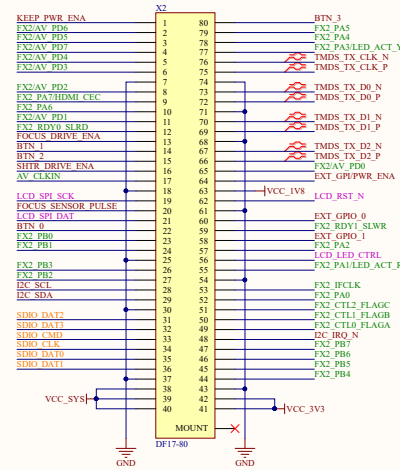 X2
KEEP_PWR_ENA 1 80 BTN_3
FX2/AV_PD6 2 79 FX2_PA5
FX2/AV_PD5 3 78 FX2_PA4
FX2/AV_PD7 4 77 FX2_PA3/LED_ACT_Y
FX2/AV_PD4 5 76 TMDS_TX_CLK_N
FX2/AV_PD3 6 75 TMDS_TX_CLK_P
7 74
FX2/AV_PD2 8 73 TMDS_TX_D0_N
FX2_PA7/HDMI_CEC 9 72 TMDS_TX_D0_P
FX2_PA6 10 71
FX2/AV_PD1 11 70 TMDS_TX_D1_N
FX2_RDY0_SLRD 12 69 TMDS_TX_D1_P
FOCUS_DRIVE_ENA 13 68
BTN_1 14 67 TMDS_TX_D2_N
BTN_2 15 66 TMDS_TX_D2_P
SHTR_DRIVE_ENA 16 65 FX2/AV_PD0
AV_CLKIN 17 64 EXT_GPI/PWR_ENA
18 63 VCC_1V8
LCD_SPI_SCK 19 62 LCD_RST_N
FOCUS_SENSOR_PULSE 20 61
LCD_SPI_DAT 21 60 EXT_GPIO_0
BTN_0 22 59 FX2_RDY1_SLWR
FX2_PB0 23 58 EXT_GPIO_1
FX2_PB1 24 57 FX2_PA2
25 56 LCD_LED_CTRL
FX2_PB3 26 55 FX2_PA1/LED_ACT_R
FX2_PB2 27 54
I2C_SCL 28 53 FX2_IFCLK
I2C_SDA 29 52 FX2_PA0
30 51 FX2_CTL2_FLAGC
SDIO_DAT2 31 50 FX2_CTL1_FLAGB
SDIO_DAT3 32 49 FX2_CTL0_FLAGA
SDIO_CMD 33 48 I2C_IRQ_N
SDIO_CLK 34 47 FX2_PB7
SDIO_DAT0 35 46 FX2_PB6
SDIO_DAT1 36 45 FX2_PB5
37 44 FX2_PB4
38 43
VCC_SYS 39 42
40 41 VCC_3V3
MOUNT
DF17-80
GND GND